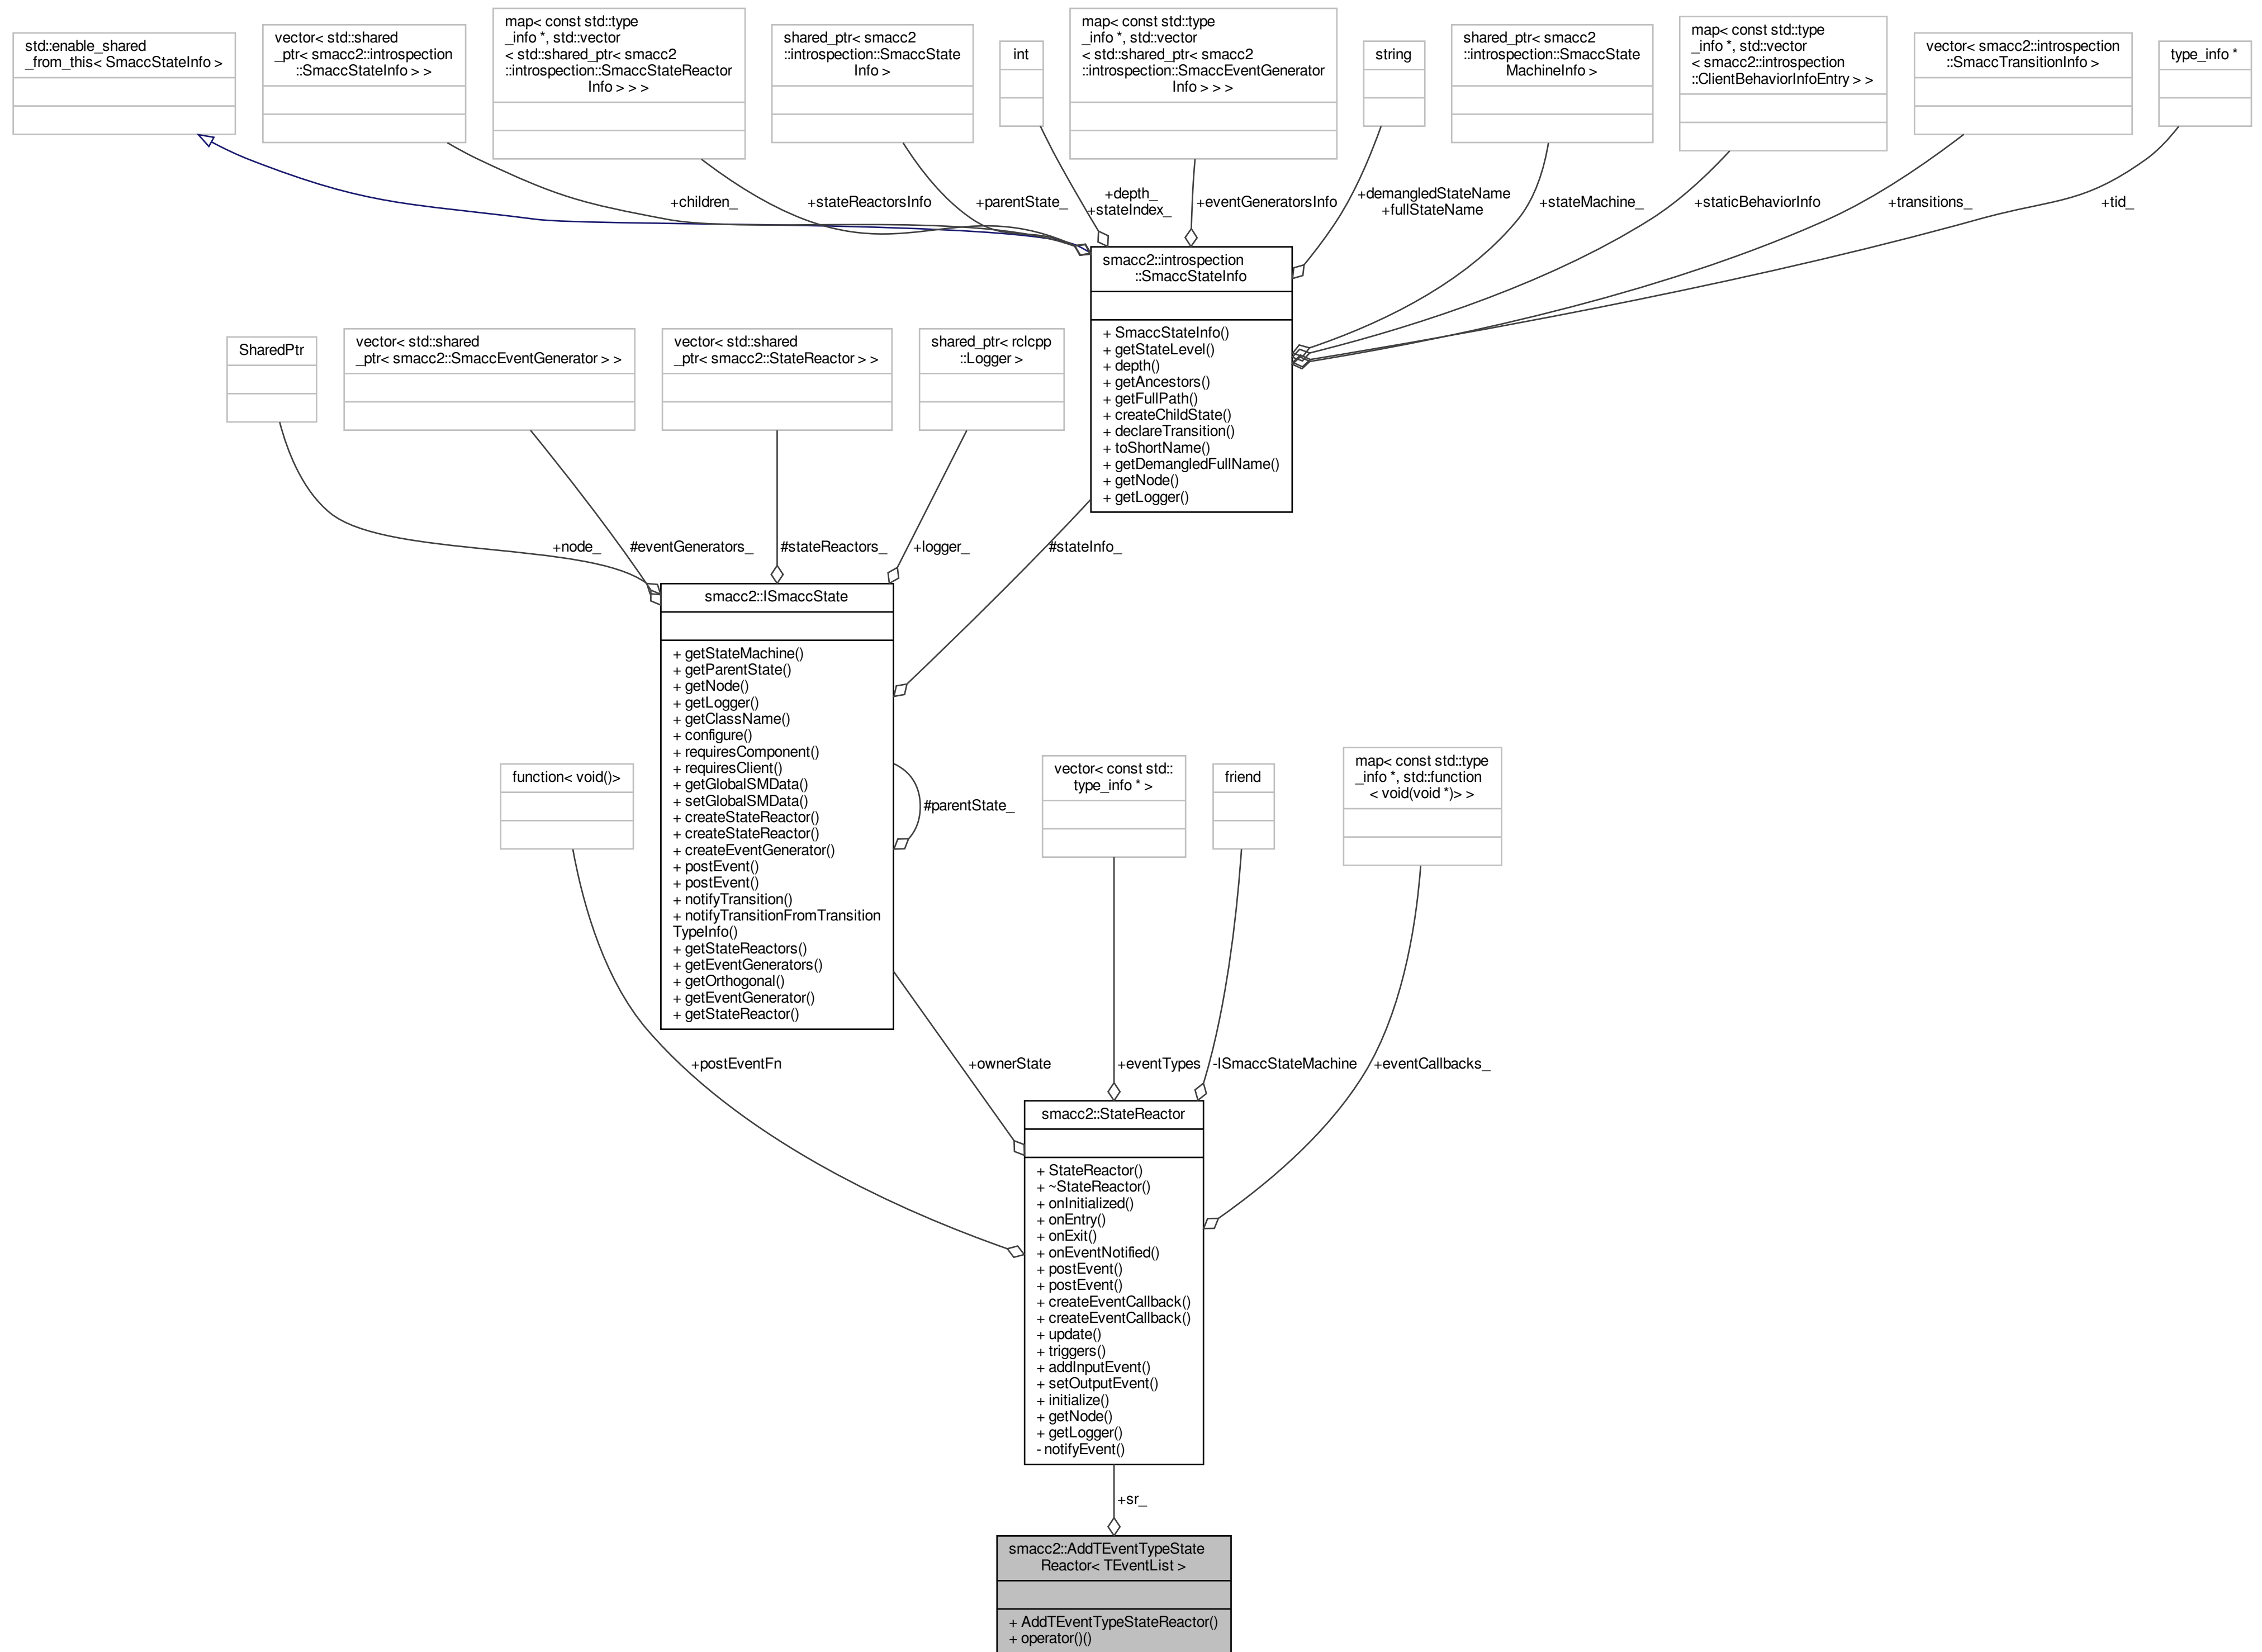 std::enable_shared
_from_this< SmaccStateInfo >
vector< std::shared
_ptr< smacc2::introspection
::SmaccStateInfo > >
map< const std::type
_info *, std::vector
< std::shared_ptr< smacc2
::introspection::SmaccStateReactor
Info > > >
shared_ptr< smacc2
::introspection::SmaccState
Info >
int
map< const std::type
_info *, std::vector
< std::shared_ptr< smacc2
::introspection::SmaccEventGenerator
Info > > >
string
shared_ptr< smacc2
::introspection::SmaccState
MachineInfo >
map< const std::type
_info *, std::vector
< smacc2::introspection
::ClientBehaviorInfoEntry > >
vector< smacc2::introspection
::SmaccTransitionInfo >
type_info *
+children_
+stateReactorsInfo
+parentState_
+depth_
+stateIndex_
+eventGeneratorsInfo
+demangledStateName
+fullStateName
+stateMachine_
+staticBehaviorInfo
+transitions_
+tid_
smacc2::introspection
::SmaccStateInfo
+ SmaccStateInfo()
+ getStateLevel()
+ depth()
+ getAncestors()
+ getFullPath()
+ createChildState()
+ declareTransition()
+ toShortName()
+ getDemangledFullName()
+ getNode()
+ getLogger()
SharedPtr
vector< std::shared
_ptr< smacc2::SmaccEventGenerator > >
vector< std::shared
_ptr< smacc2::StateReactor > >
shared_ptr< rclcpp
::Logger >
+node_
#eventGenerators_
#stateReactors_
+logger_
#stateInfo_
smacc2::ISmaccState
+ getStateMachine()
+ getParentState()
+ getNode()
+ getLogger()
+ getClassName()
+ configure()
+ requiresComponent()
+ requiresClient()
+ getGlobalSMData()
+ setGlobalSMData()
+ createStateReactor()
+ createStateReactor()
+ createEventGenerator()
+ postEvent()
+ postEvent()
+ notifyTransition()
+ notifyTransitionFromTransition
TypeInfo()
+ getStateReactors()
+ getEventGenerators()
+ getOrthogonal()
+ getEventGenerator()
+ getStateReactor()
#parentState_
function< void()>
vector< const std::
type_info * >
friend
map< const std::type
_info *, std::function
< void(void *)> >
+postEventFn
+ownerState
+eventTypes
-ISmaccStateMachine
+eventCallbacks_
smacc2::StateReactor
+ StateReactor()
+ ~StateReactor()
+ onInitialized()
+ onEntry()
+ onExit()
+ onEventNotified()
+ postEvent()
+ postEvent()
+ createEventCallback()
+ createEventCallback()
+ update()
+ triggers()
+ addInputEvent()
+ setOutputEvent()
+ initialize()
+ getNode()
+ getLogger()
- notifyEvent()
+sr_
smacc2::AddTEventTypeState
Reactor< TEventList >
+ AddTEventTypeStateReactor()
+ operator()()